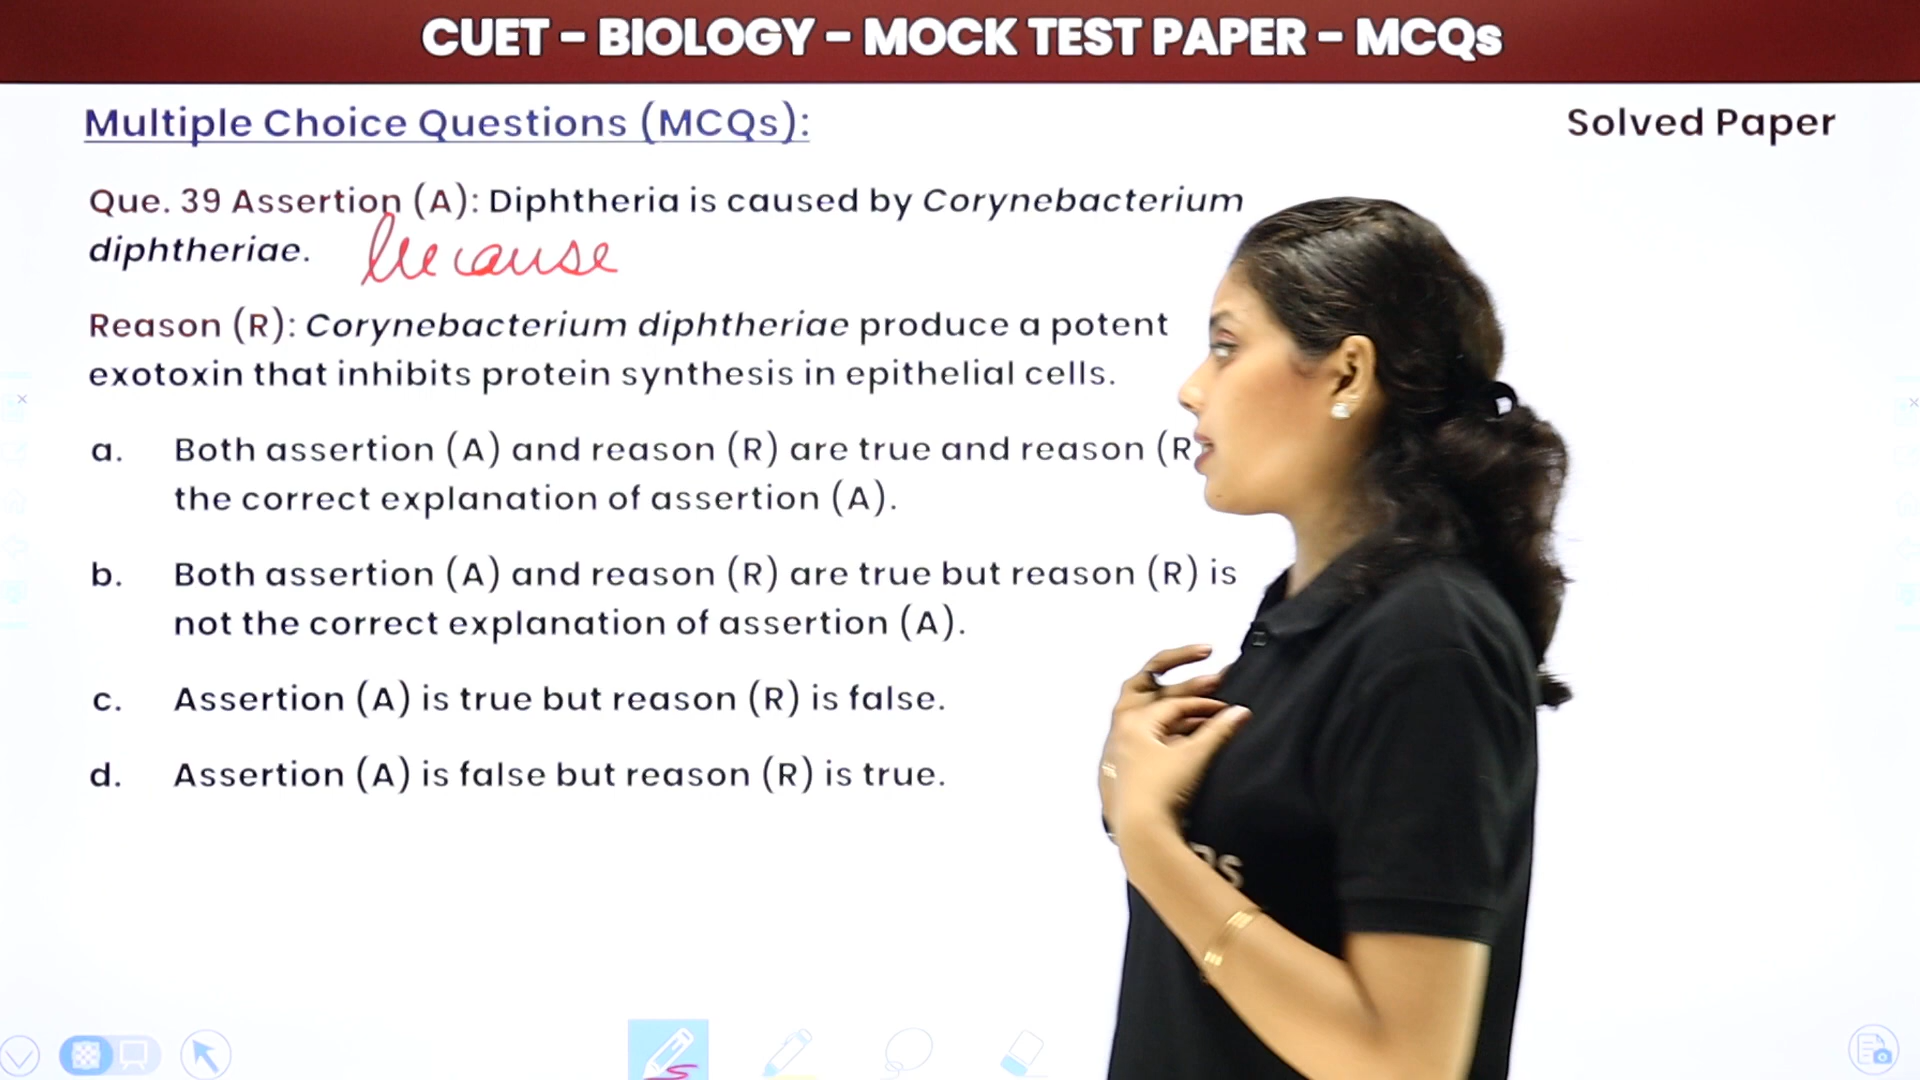 CUET - BIOLOGY - MOCK TEST PAPER - MCQs
Multiple Choice Questions (MCQs):
Solved Paper
Que. 39 Assertion (A): Diphtheria is caused by Corynebacterium
diphtheriae.
because
Reason (R): Corynebacterium diphtheriae produce a potent
exotoxin that inhibits protein synthesis in epithelial cells.
a. Both assertion (A) and reason (R) are true and reason (R
the correct explanation of assertion (A).
b. Both assertion (A) and reason (R) are true but reason (R) is
not the correct explanation of assertion (A).
c. Assertion (A) is true but reason (R) is false.
d. Assertion (A) is false but reason (R) is true.